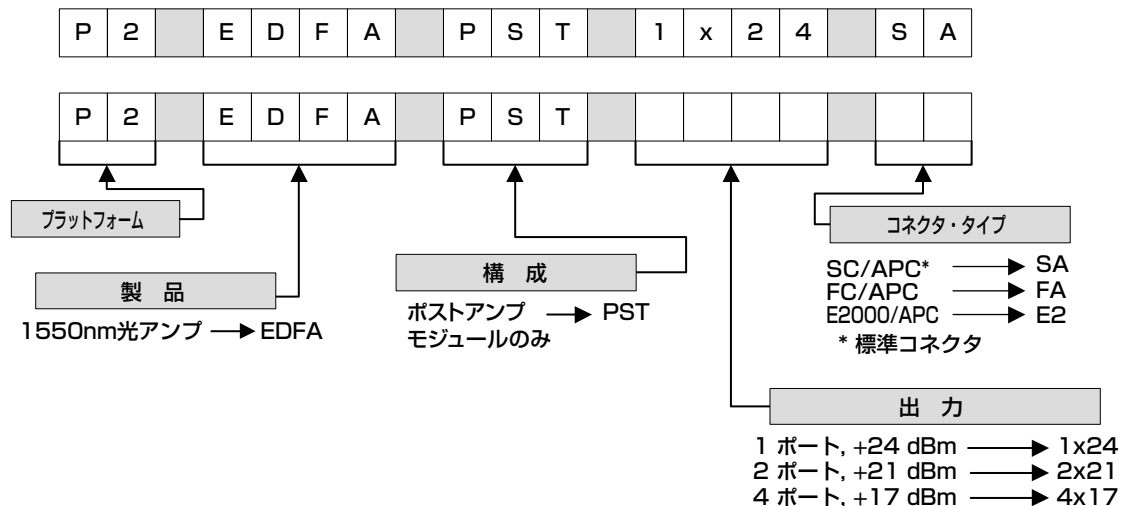 P2 EDFA PST 1x24 SA
P2 EDFA PST
プラットフォーム
コネクタ・タイプ
製 品
1550nm光アンプ → EDFA
構 成
ポストアンプ → PST
モジュールのみ
SC/APC* → SA
FC/APC → FA
E2000/APC → E2
* 標準コネクタ
出 力
1 ポート, +24 dBm → 1x24
2 ポート, +21 dBm → 2x21
4 ポート, +17 dBm → 4x17